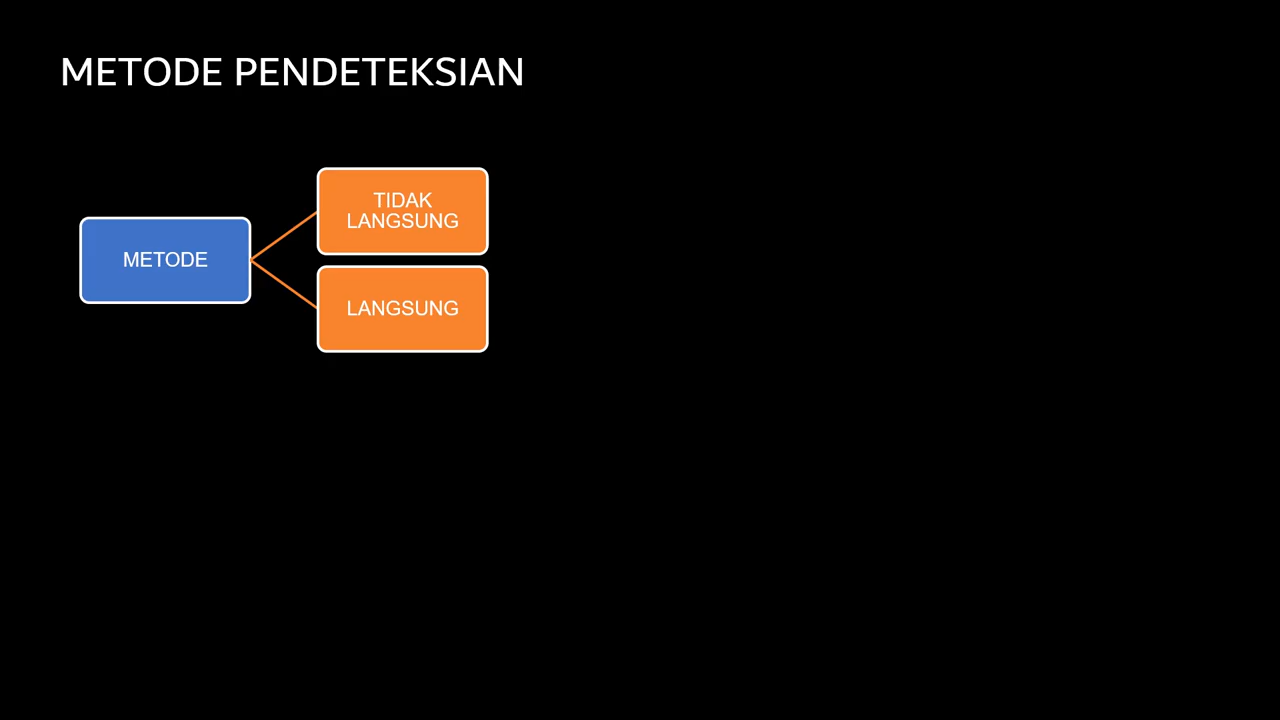 METODE PENDETEKSIAN
METODE
TIDAK
LANGSUNG
LANGSUNG